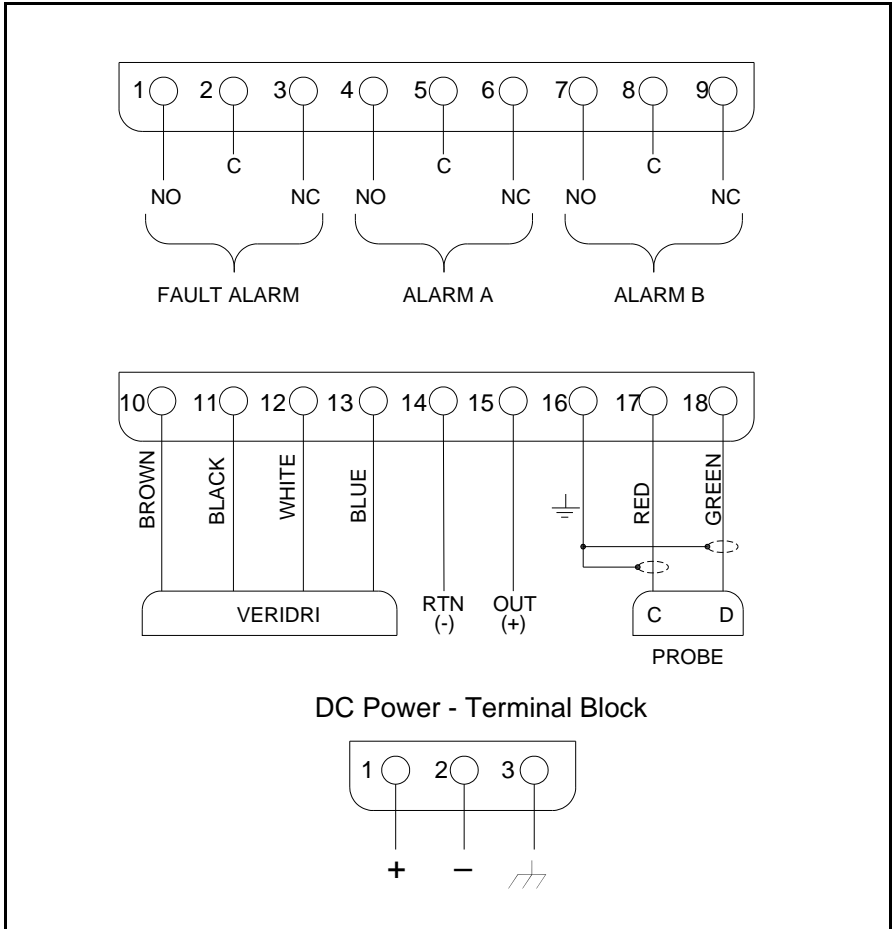 1 2 3 4 5 6 7 8 9
C C C
NO NC NO NC NO NC
FAULT ALARM ALARM A ALARM B
10 11 12 13 14 15 16 17 18
BROWN BLACK WHITE BLUE RED GREEN
VERIDRI RTN (-) OUT (+) C D
PROBE
DC Power - Terminal Block
1 2 3
+ –